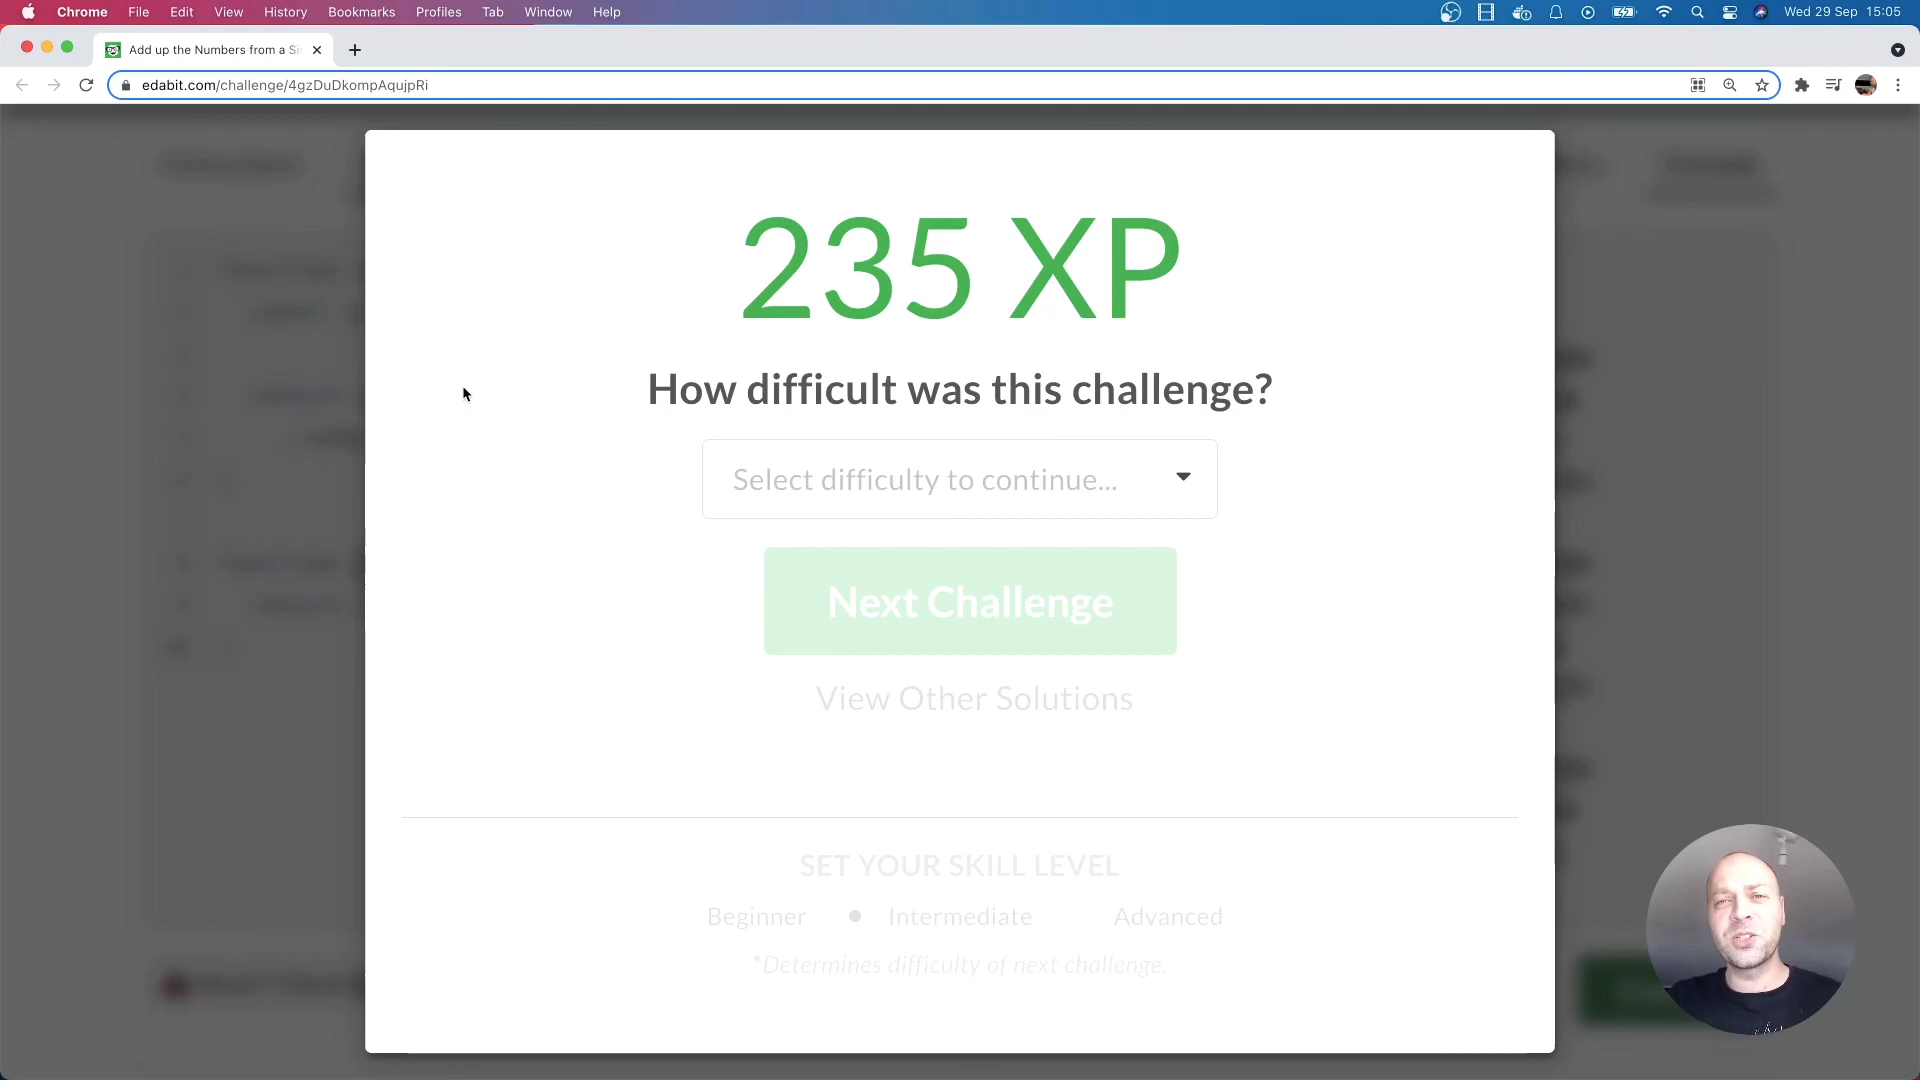 Chrome File Edit View History Bookmarks Profiles Tab Window Help Wed 29 Sep 15:05
Add up the Numbers from a Si
edabit.com/challenge/4gzDuDkompAqujpRi
235 XP
How difficult was this challenge?
Select difficulty to continue...
Next Challenge
View Other Solutions
SET YOUR SKILL LEVEL
Beginner Intermediate Advanced
*Determines difficulty of next challenge.